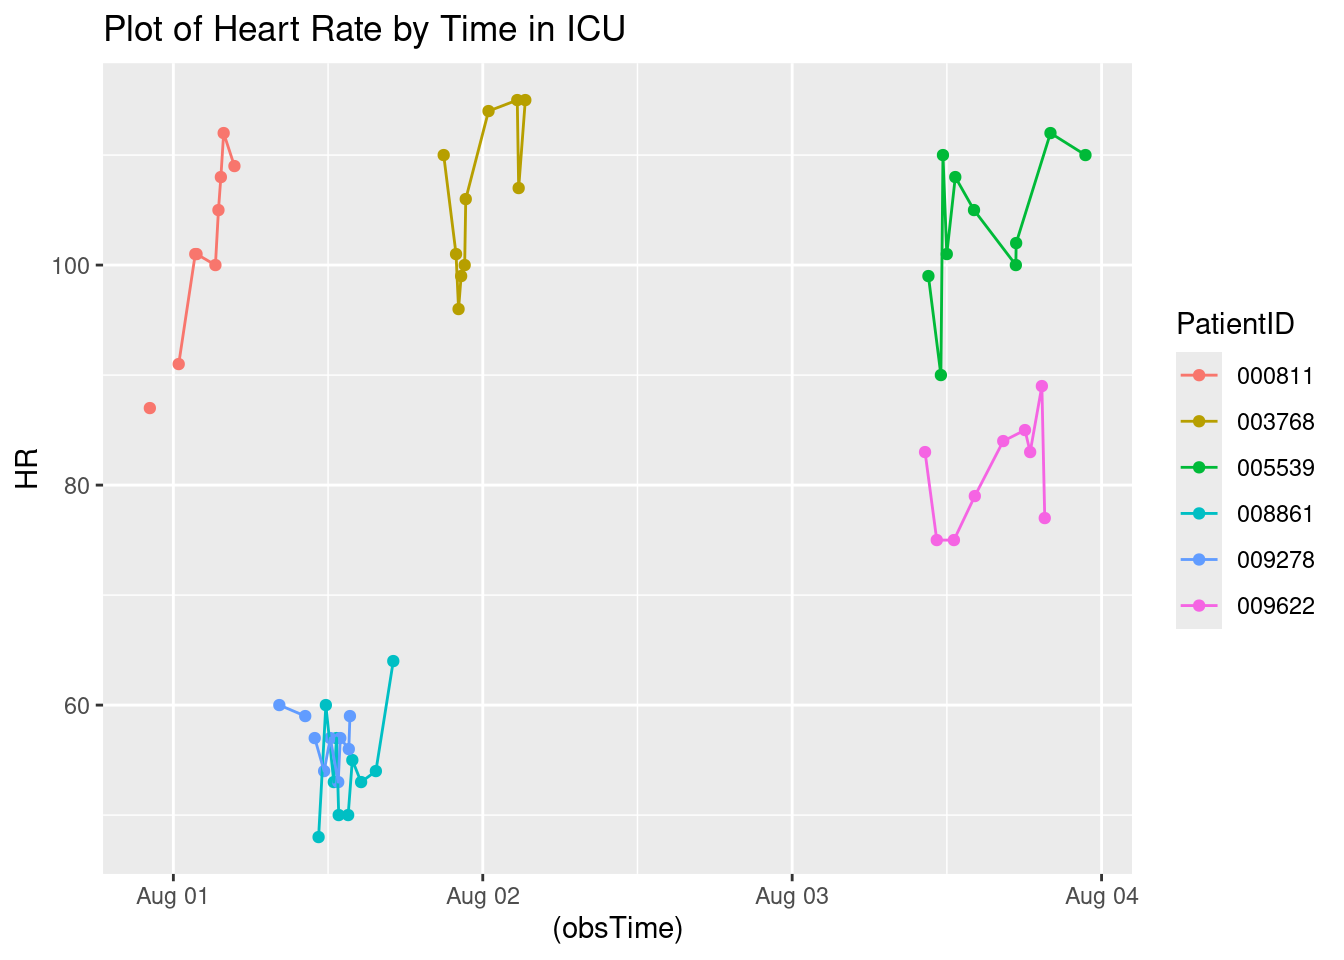 Plot of Heart Rate by Time in ICU
HR
100
80
60
Aug 01
Aug 02
Aug 03
Aug 04
(obsTime)
PatientID
000811
003768
005539
008861
009278
009622